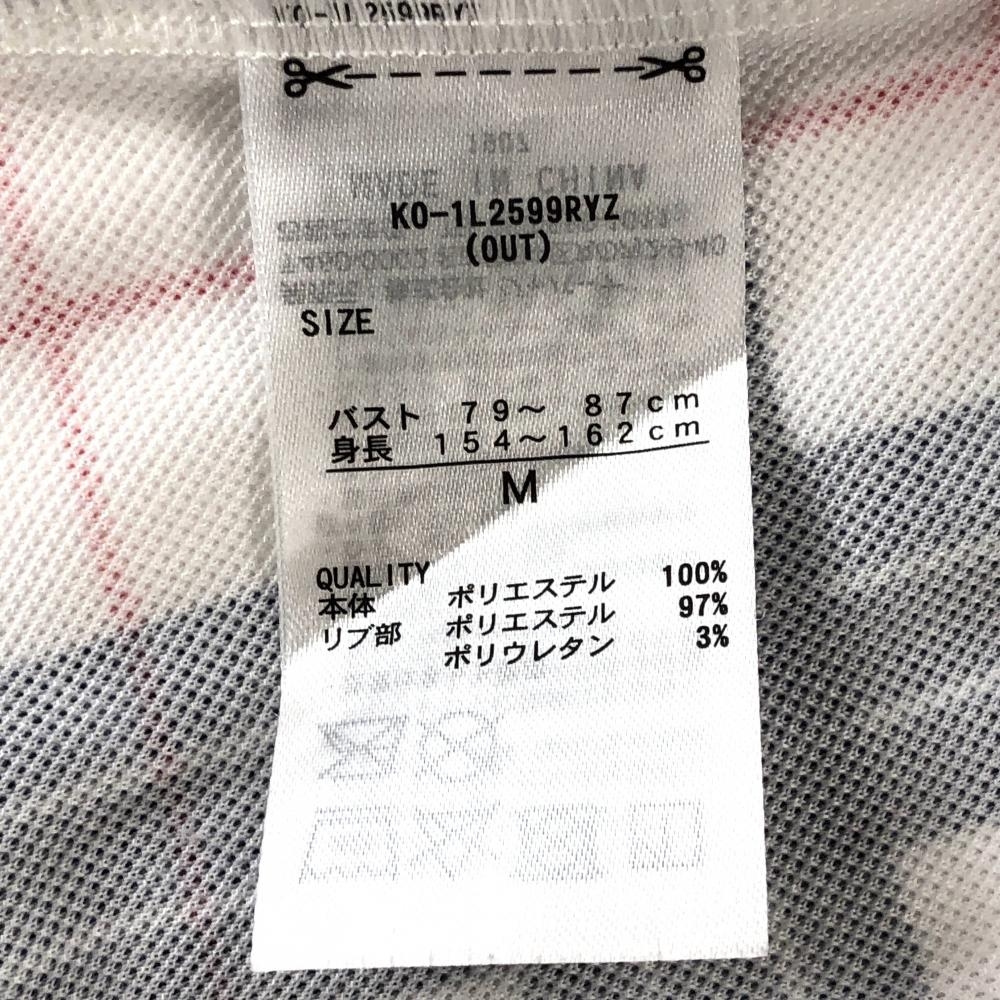 KO-1L2599RYZ
(OUT)
SIZE
バスト 79～ 87cm
身長 154～162cm
M
QUALITY
本体 ポリエステル 100%
リブ部 ポリエステル 97%
ポリウレタン 3%